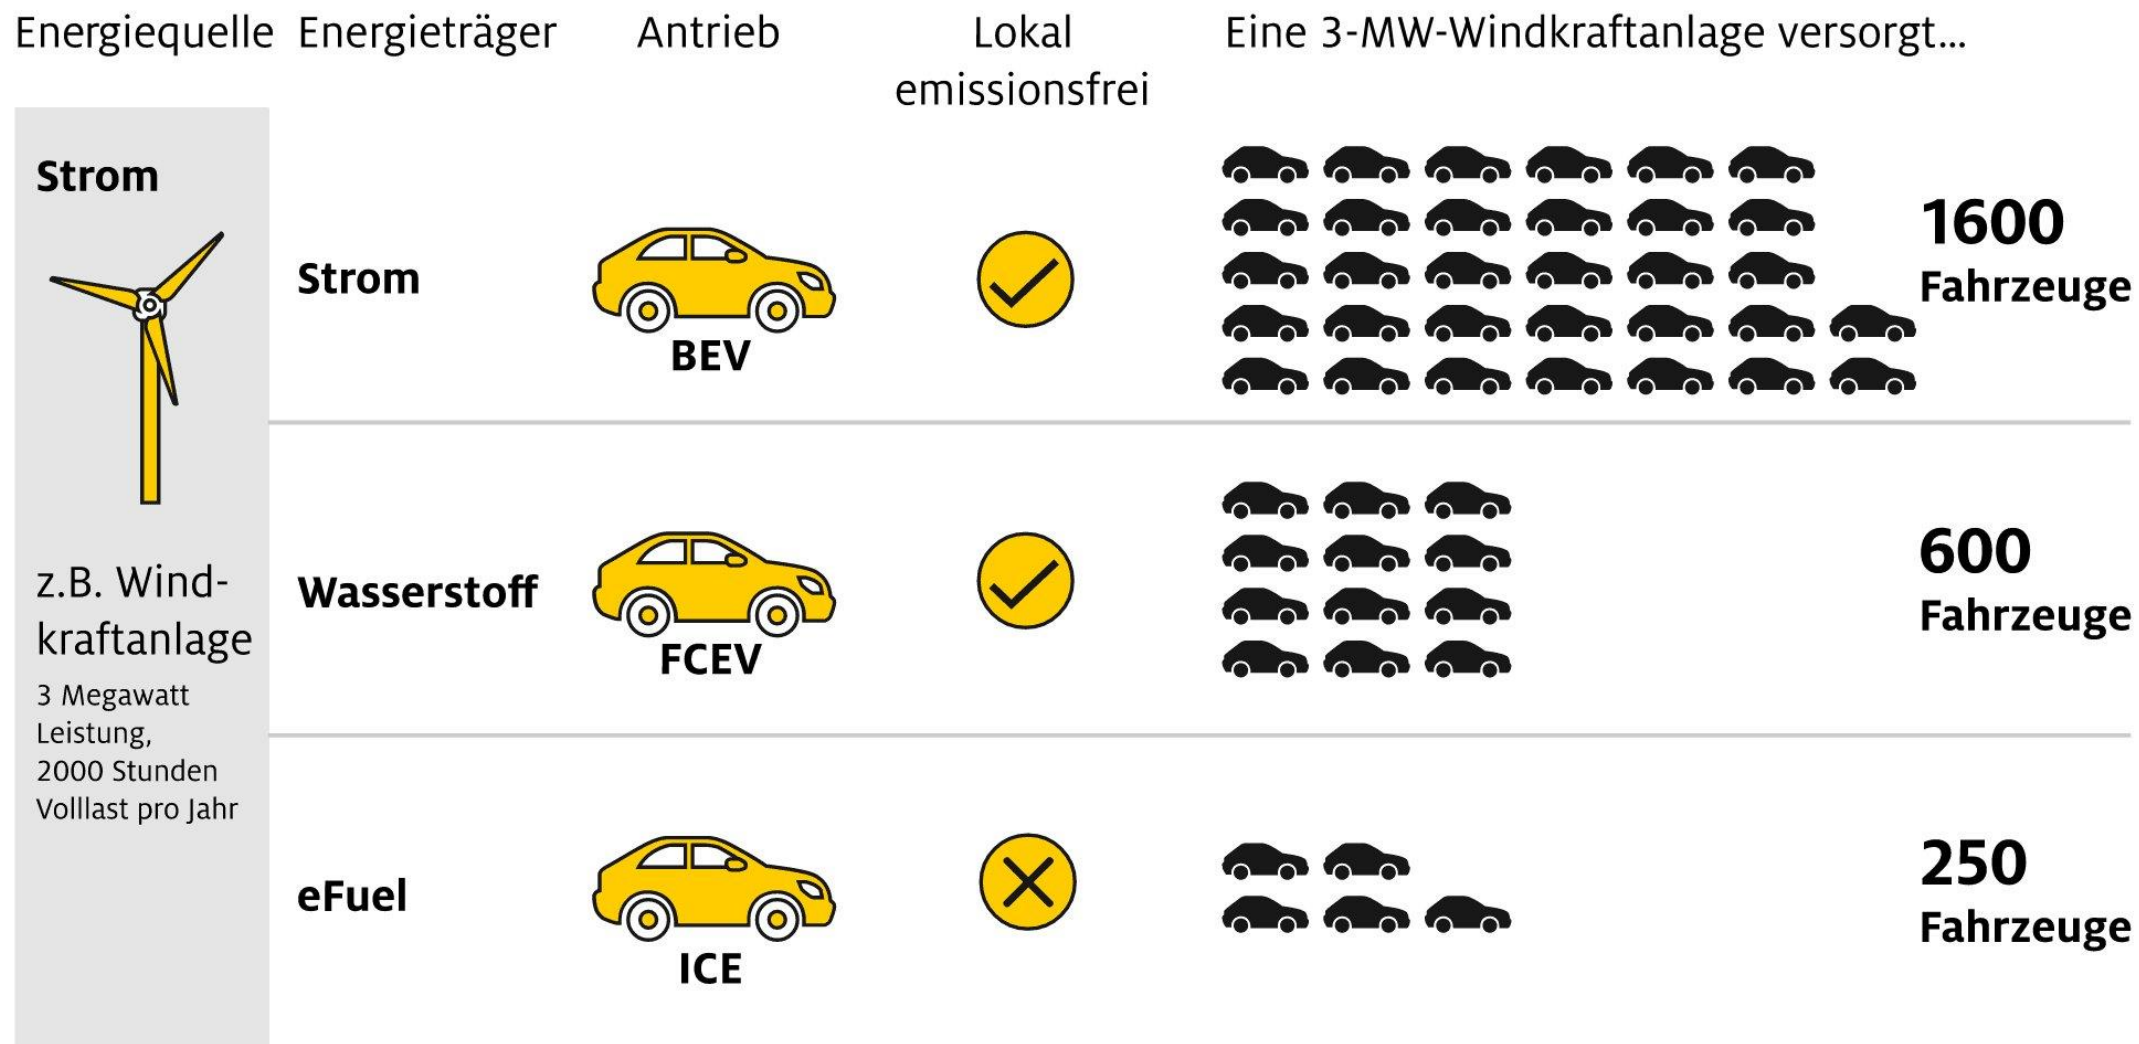 Energiequelle Energieträger Antrieb Lokal emissionsfrei Eine 3-MW-Windkraftanlage versorgt...
Strom
z.B. Wind-
kraftanlage
3 Megawatt
Leistung,
2000 Stunden
Volllast pro Jahr
Strom
BEV
1600
Fahrzeuge
Wasserstoff
FCEV
600
Fahrzeuge
eFuel
ICE
250
Fahrzeuge